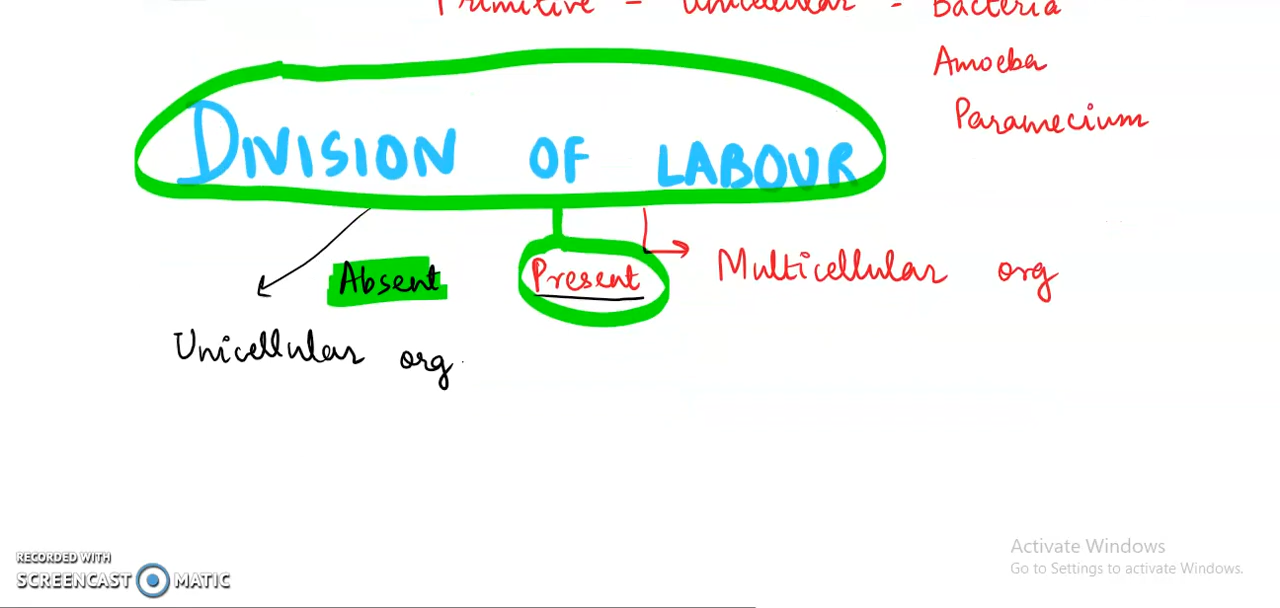 Primitive - Unicellular - Bacteria
Amoeba
Paramecium
DIVISION OF LABOUR
Absent
Present
Multicellular org
Unicellular org.
RECORDED WITH
SCREENCAST MATIC
Activate Windows
Go to Settings to activate Windows.